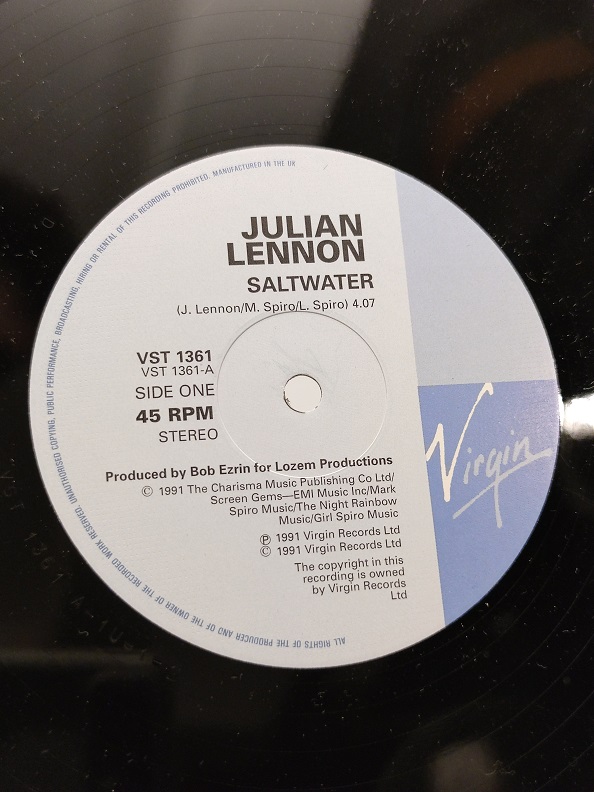 JULIAN
LENNON
SALTWATER
(J. Lennon/M. Spiro/L. Spiro) 4.07
VST 1361
VST 1361-A
SIDE ONE
45 RPM
STEREO
Produced by Bob Ezrin for Lozem Productions
© 1991 The Charisma Music Publishing Co Ltd/
Screen Gems—EMI Music Inc/Mark
Spiro Music/The Night Rainbow
Music/Girl Spiro Music
℗ 1991 Virgin Records Ltd
© 1991 Virgin Records Ltd
The copyright in this
recording is owned
by Virgin Records
Ltd
Virgin
ALL RIGHTS OF THE PRODUCER AND OF THE OWNER OF THE RECORDED WORK RESERVED. UNAUTHORISED COPYING, PUBLIC PERFORMANCE, BROADCASTING, HIRING OR RENTAL OF THIS RECORDING PROHIBITED. MANUFACTURED IN THE UK